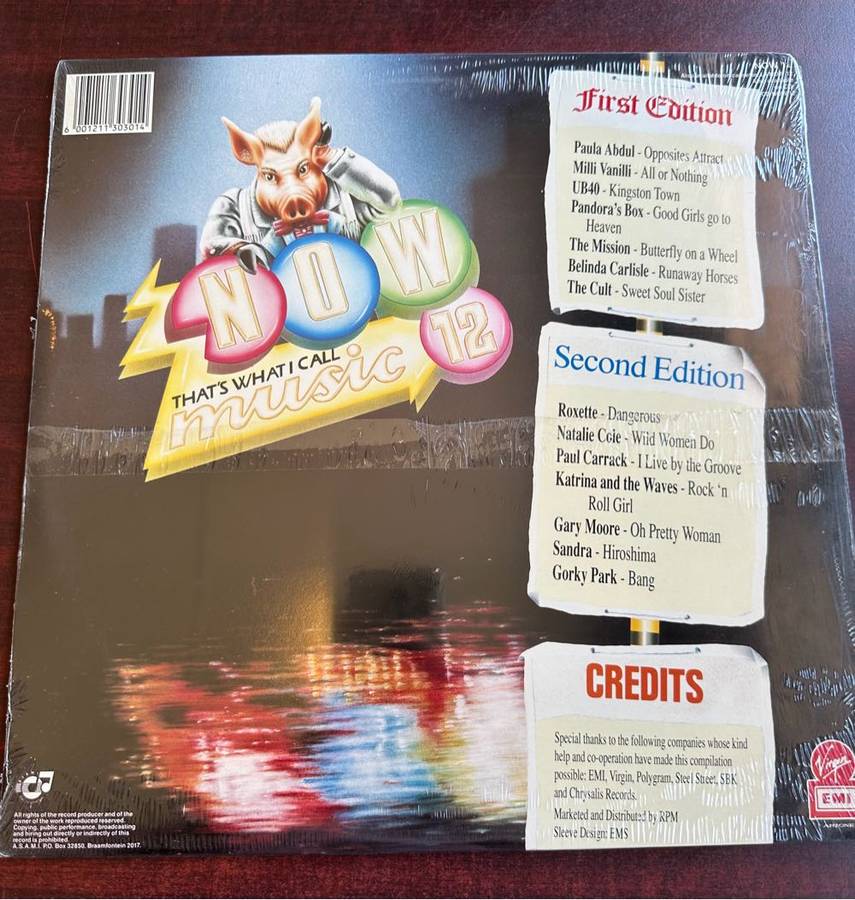 6 001211 303014
NOW
12
THAT'S WHAT I CALL
music
First Edition
Paula Abdul - Opposites Attract
Milli Vanilli - All or Nothing
UB40 - Kingston Town
Pandora's Box - Good Girls go to
Heaven
The Mission - Butterfly on a Wheel
Belinda Carlisle - Runaway Horses
The Cult - Sweet Soul Sister
Second Edition
Roxette - Dangerous
Natalie Cole - Wild Women Do
Paul Carrack - I Live by the Groove
Katrina and the Waves - Rock 'n
Roll Girl
Gary Moore - Oh Pretty Woman
Sandra - Hiroshima
Gorky Park - Bang
CREDITS
Special thanks to the following companies whose kind
help and co-operation have made this compilation
possible: EMI, Virgin, Polygram, Steel Street, SBK
and Chrysalis Records.
Marketed and Distributed by RPM
Sleeve Design: EMS
All rights of the record producer and of the
owner of the work reproduced reserved.
Copying, public performance, broadcasting
and hiring out directly or indirectly of this
record is prohibited.
A.S.A.M.I. P.O. Box 32850. Braamfontein 2017.
Virgin
EMI